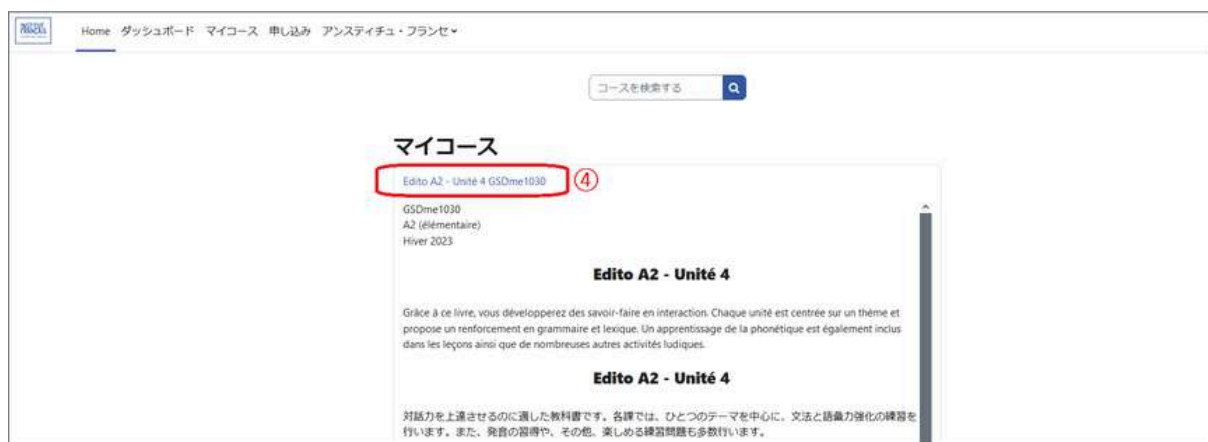 INSTITUT FRANÇAIS
Home ダッシュボード マイコース 申し込み アンスティチュ・フランセ
コースを検索する
マイコース
Edito A2 - Unité 4 GSDme1030
④
GSDme1030
A2 (élémentaire)
Hiver 2023
Edito A2 - Unité 4
Grâce à ce livre, vous développerez des savoir-faire en interaction. Chaque unité est centrée sur un thème et
propose un renforcement en grammaire et lexique. Un apprentissage de la phonétique est également inclus
dans les leçons ainsi que de nombreuses autres activités ludiques.
Edito A2 - Unité 4
対話力を上達させるのに適した教科書です。各課では、ひとつのテーマを中心に、文法と語彙力強化の練習を
行います。また、発音の習得や、その他、楽しめる練習問題も多数行います。